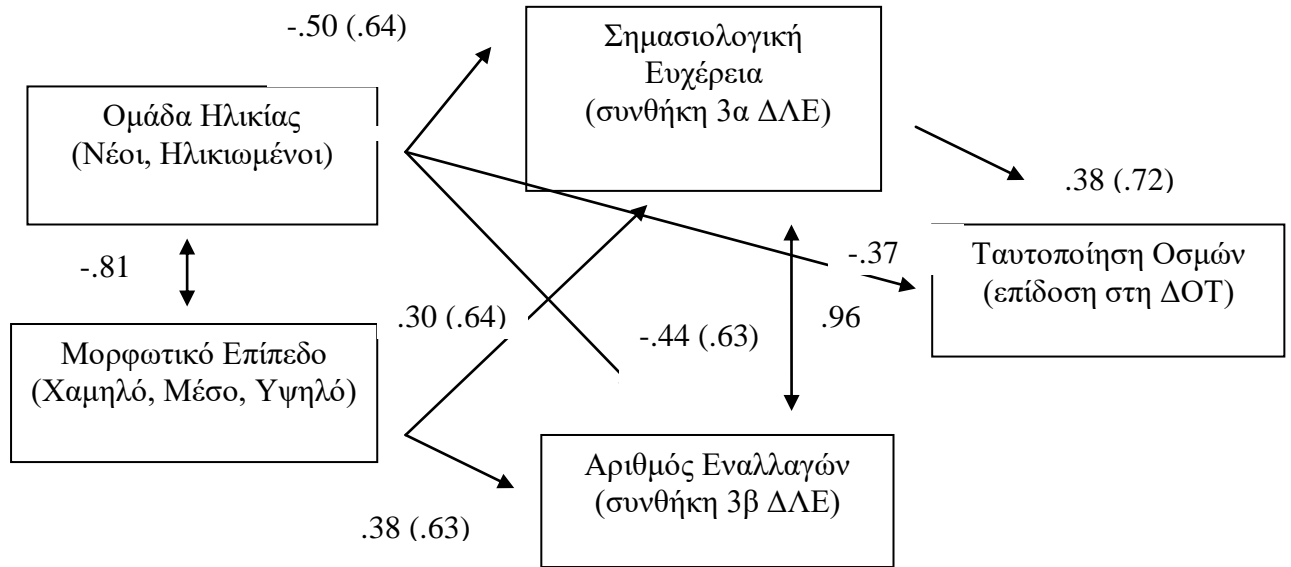 -.50 (.64)
Σημασιολογική
Ευχέρεια
(συνθήκη 3α ΔΛΕ)
Ομάδα Ηλικίας
(Νέοι, Ηλικιωμένοι)
.38 (.72)
-.81
-.37
Ταυτοποίηση Οσμών
(επίδοση στη ΔΟΤ)
.30 (.64)
-.44 (.63)
.96
Μορφωτικό Επίπεδο
(Χαμηλό, Μέσο, Υψηλό)
Αριθμός Εναλλαγών
(συνθήκη 3β ΔΛΕ)
.38 (.63)